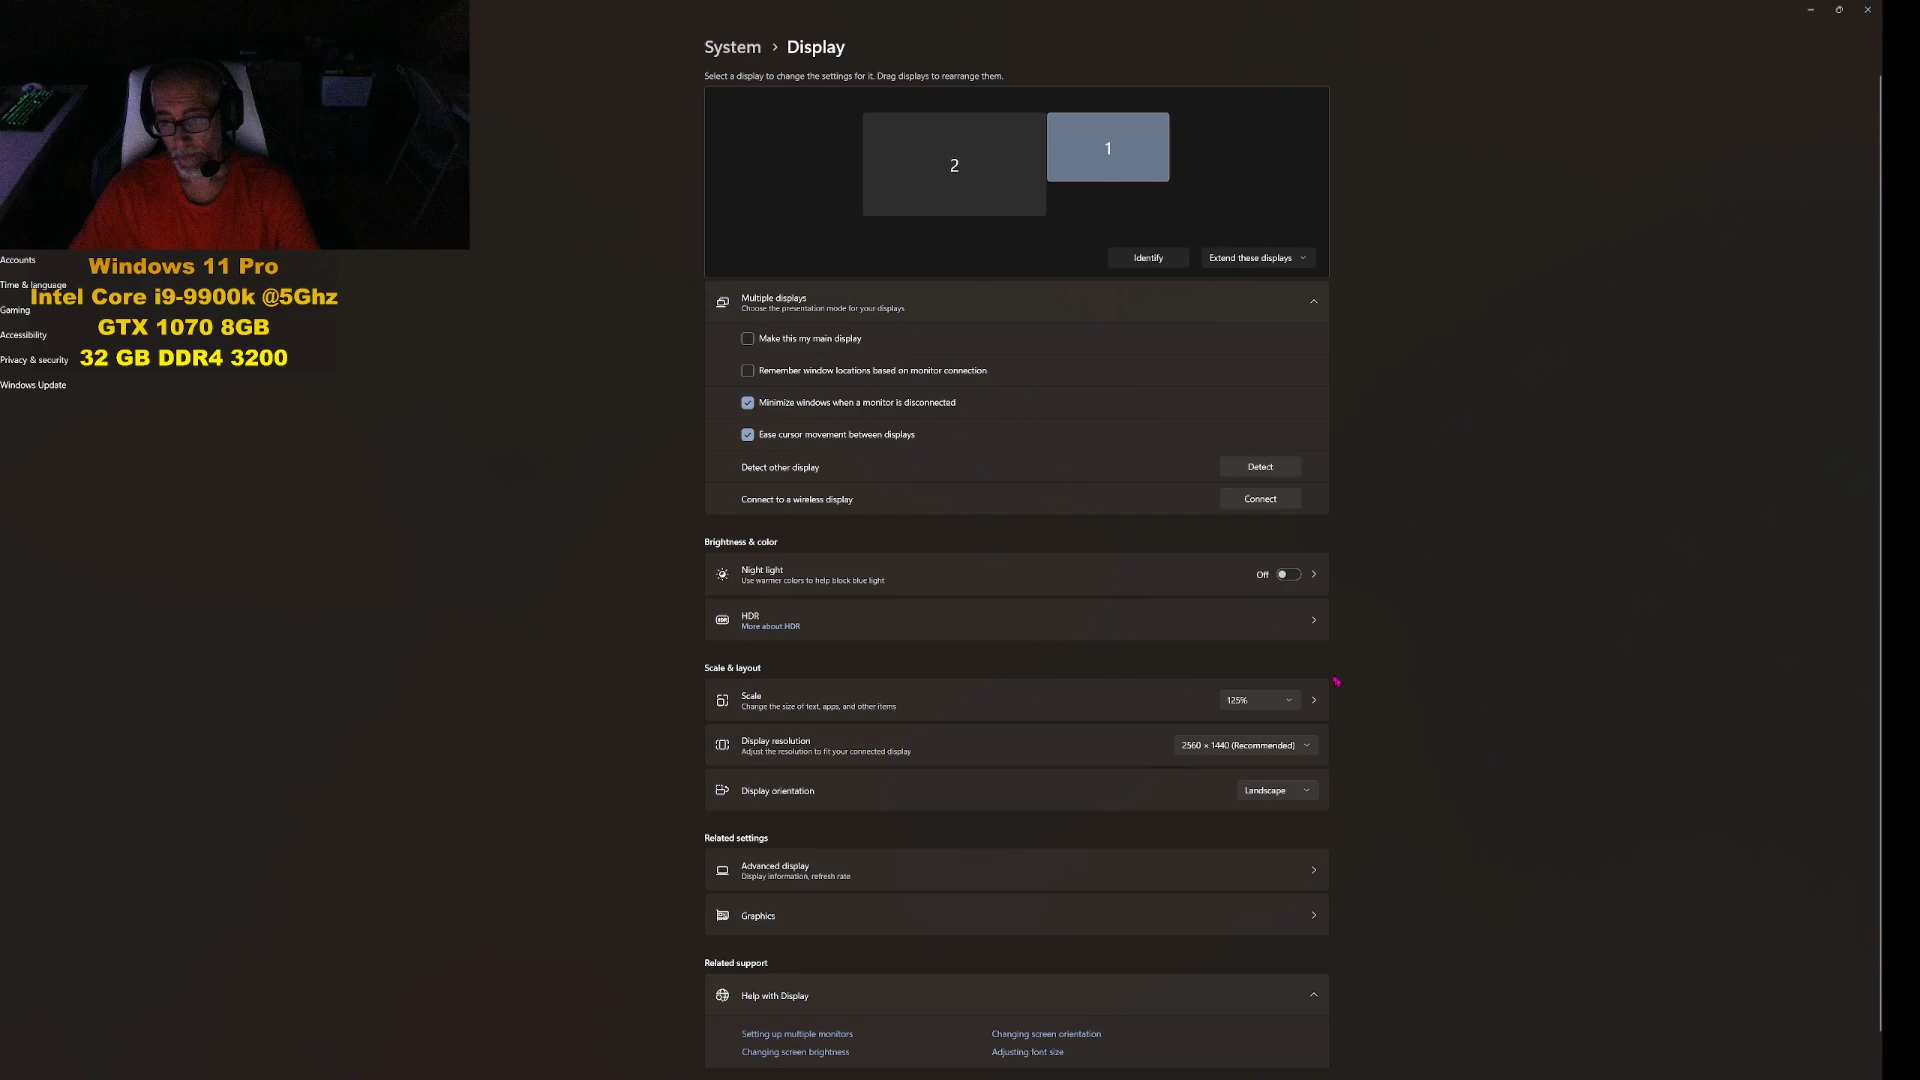 System > Display
Select a display to change the settings for it. Drag displays to rearrange them.
2
1
Identify
Extend these displays
Accounts
Time & language
Gaming
Accessibility
Privacy & security
Windows Update
Windows 11 Pro
Intel Core i9-9900k @5Ghz
GTX 1070 8GB
32 GB DDR4 3200
Multiple displays
Choose the presentation mode for your displays
Make this my main display
Remember window locations based on monitor connection
Minimize windows when a monitor is disconnected
Ease cursor movement between displays
Detect other display
Detect
Connect to a wireless display
Connect
Brightness & color
Night light
Use warmer colors to help block blue light
Off
HDR
HDR
More about HDR
Scale & layout
Scale
Change the size of text, apps, and other items
125%
Display resolution
Adjust the resolution to fit your connected display
2560 × 1440 (Recommended)
Display orientation
Landscape
Related settings
Advanced display
Display information, refresh rate
Graphics
Related support
Help with Display
Setting up multiple monitors
Changing screen orientation
Changing screen brightness
Adjusting font size